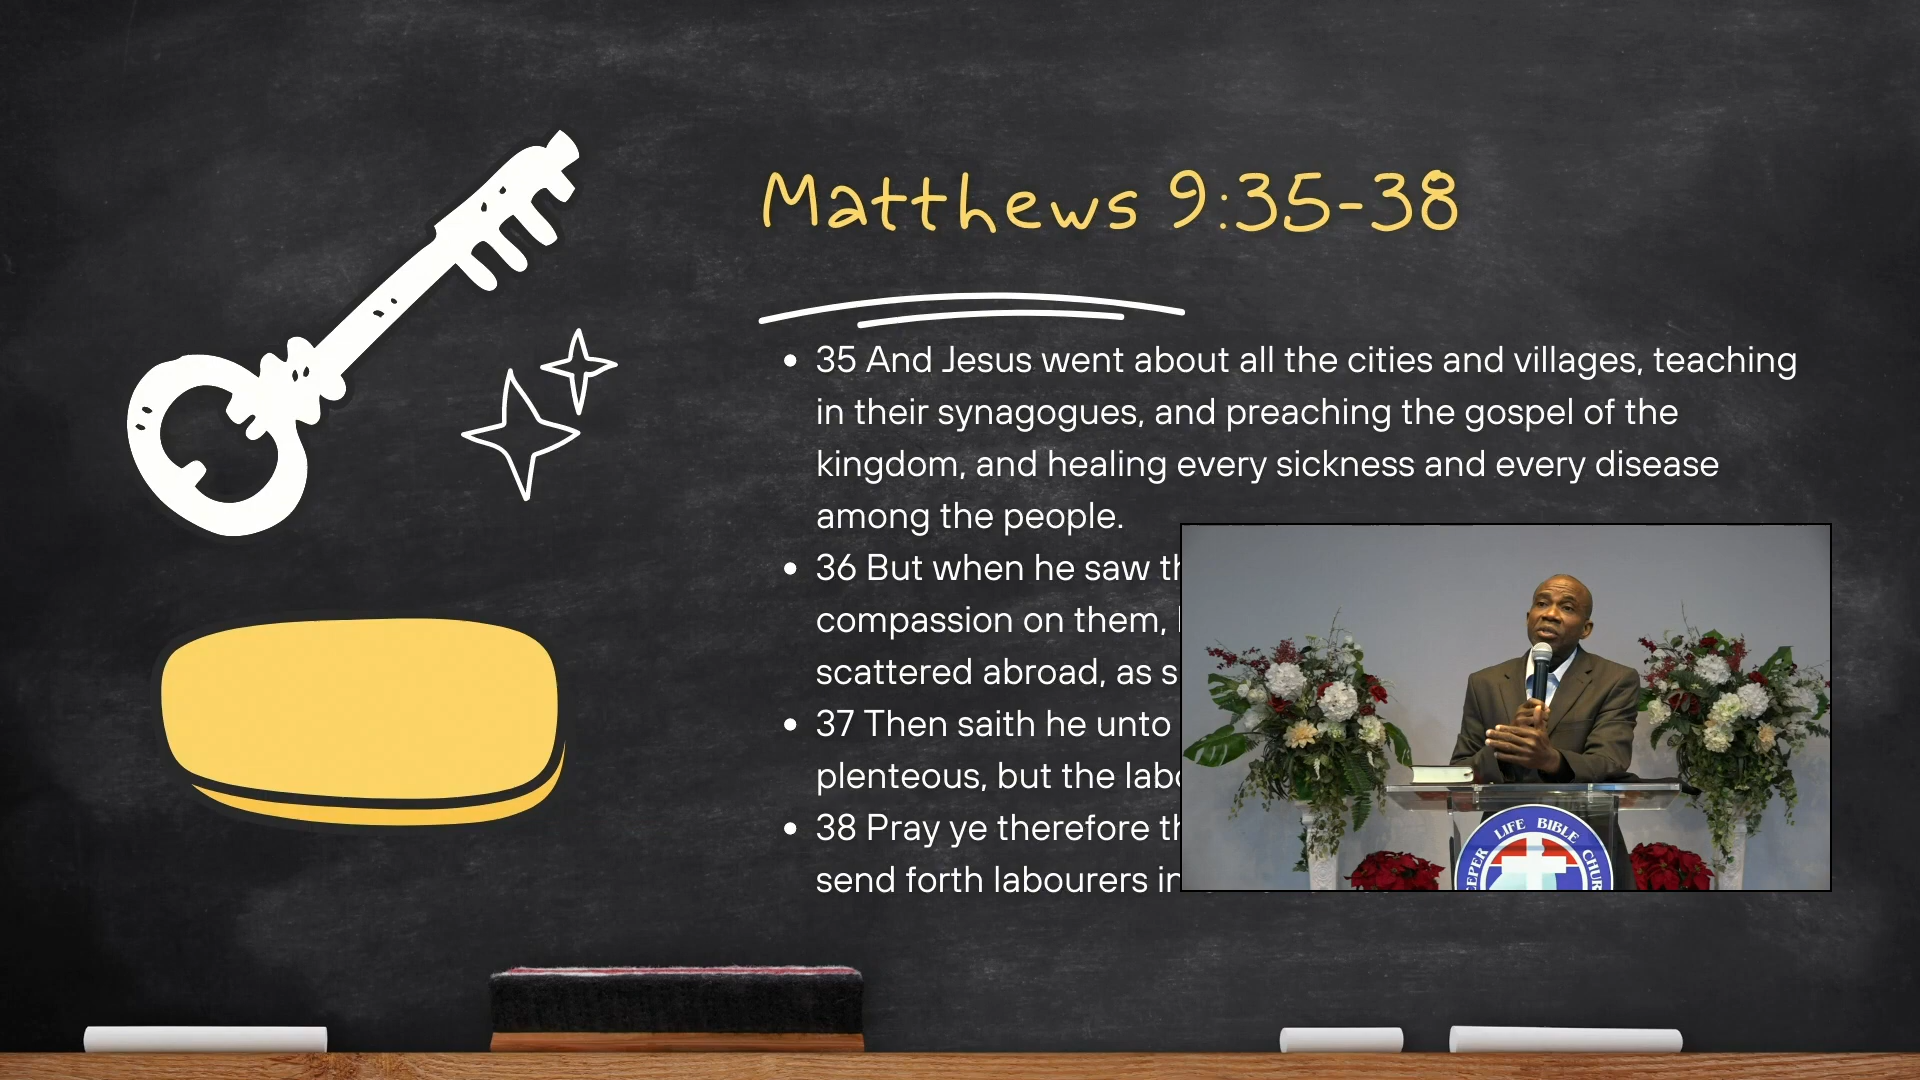 Matthews 9:35-38
• 35 And Jesus went about all the cities and villages, teaching
in their synagogues, and preaching the gospel of the
kingdom, and healing every sickness and every disease
among the people.
• 36 But when he saw
compassion on them,
scattered abroad, as
• 37 Then saith he unto
plenteous, but the
• 38 Pray ye therefore
send forth labourers
LIFE BIBLE